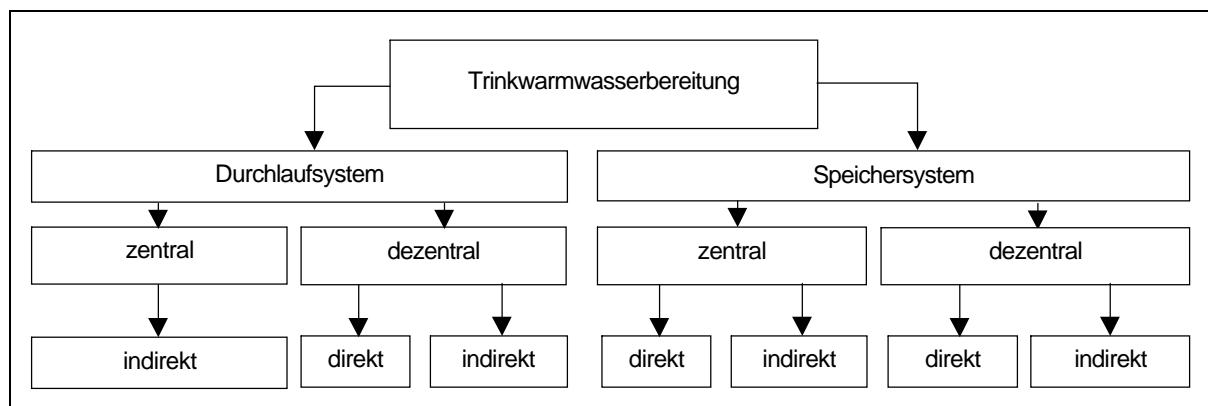 Trinkwarmwasserbereitung
Durchlaufsystem
Speichersystem
zentral
dezentral
zentral
dezentral
indirekt
direkt
indirekt
direkt
indirekt
direkt
indirekt